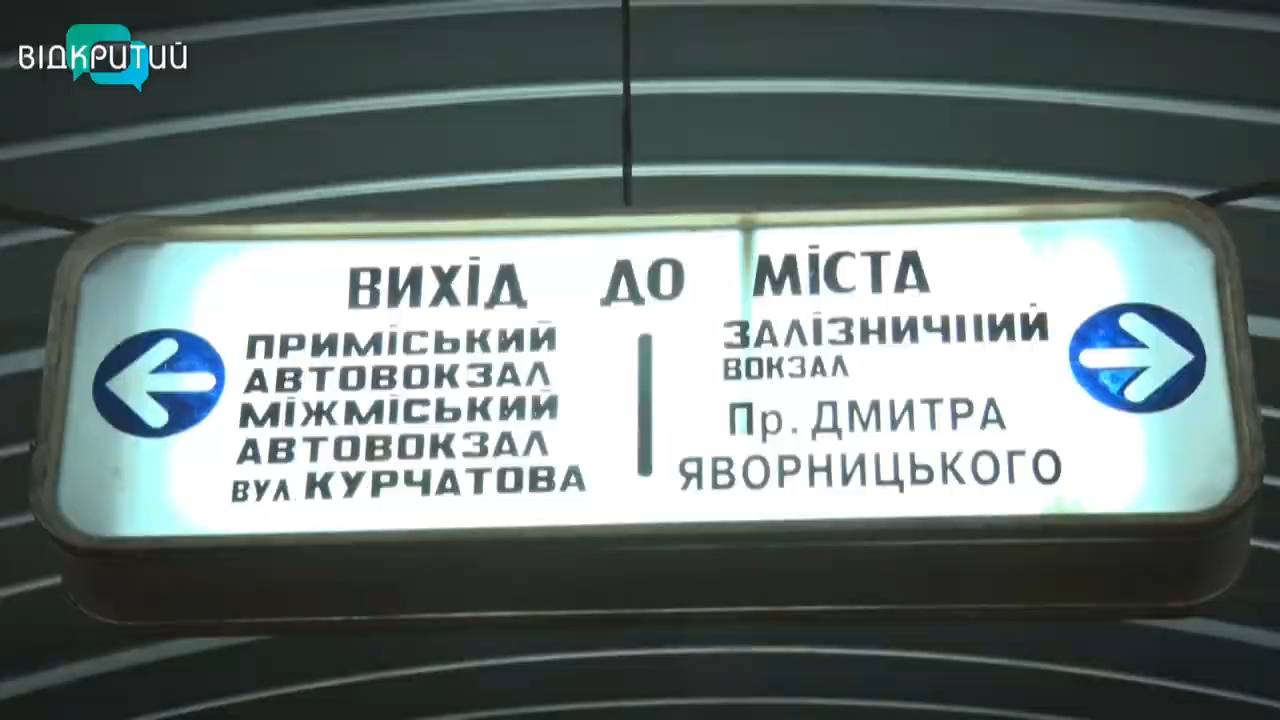 ВІДКРИТИЙ
ВИХІД ДО МІСТА
ПРИМІСЬКИЙ
АВТОВОКЗАЛ
МІЖМІСЬКИЙ
АВТОВОКЗАЛ
ВУЛ. КУРЧАТОВА
ЗАЛІЗНИЧНИЙ
ВОКЗАЛ
Пр. ДМИТРА
ЯВОРНИЦЬКОГО